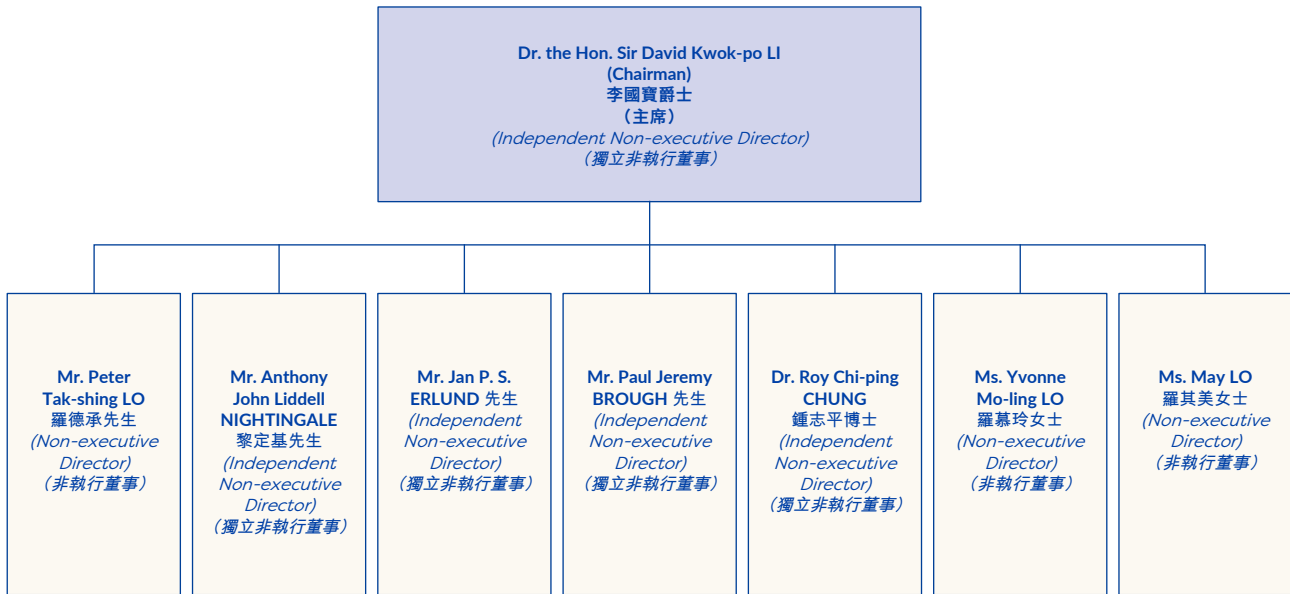 Dr. the Hon. Sir David Kwok-po LI
(Chairman)
李國寶爵士
（主席）
(Independent Non-executive Director)
（獨立非執行董事）
Mr. Peter
Tak-shing LO
羅德承先生
(Non-executive
Director)
（非執行董事）
Mr. Anthony
John Liddell
NIGHTINGALE
黎定基先生
(Independent
Non-executive
Director)
（獨立非執行董事）
Mr. Jan P. S.
ERLUND 先生
(Independent
Non-executive
Director)
（獨立非執行董事）
Mr. Paul Jeremy
BROUGH 先生
(Independent
Non-executive
Director)
（獨立非執行董事）
Dr. Roy Chi-ping
CHUNG
鍾志平博士
(Independent
Non-executive
Director)
（獨立非執行董事）
Ms. Yvonne
Mo-ling LO
羅慕玲女士
(Non-executive
Director)
（非執行董事）
Ms. May LO
羅其美女士
(Non-executive
Director)
（非執行董事）